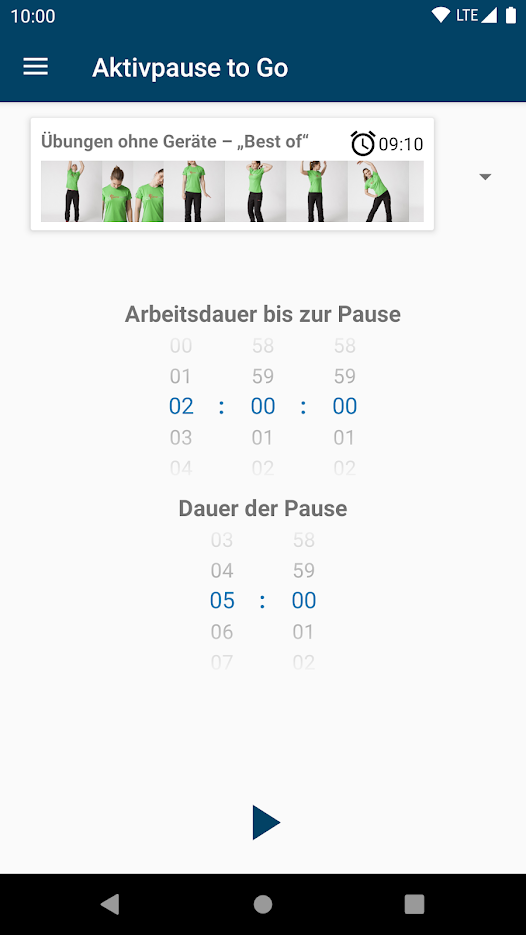 10:00 LTE
Aktivpause to Go
Übungen ohne Geräte – „Best of“ 09:10
Arbeitsdauer bis zur Pause
00 58 58
01 59 59
02 : 00 : 00
03 01 01
04 02 02
Dauer der Pause
03 58
04 59
05 : 00
06 01
07 02